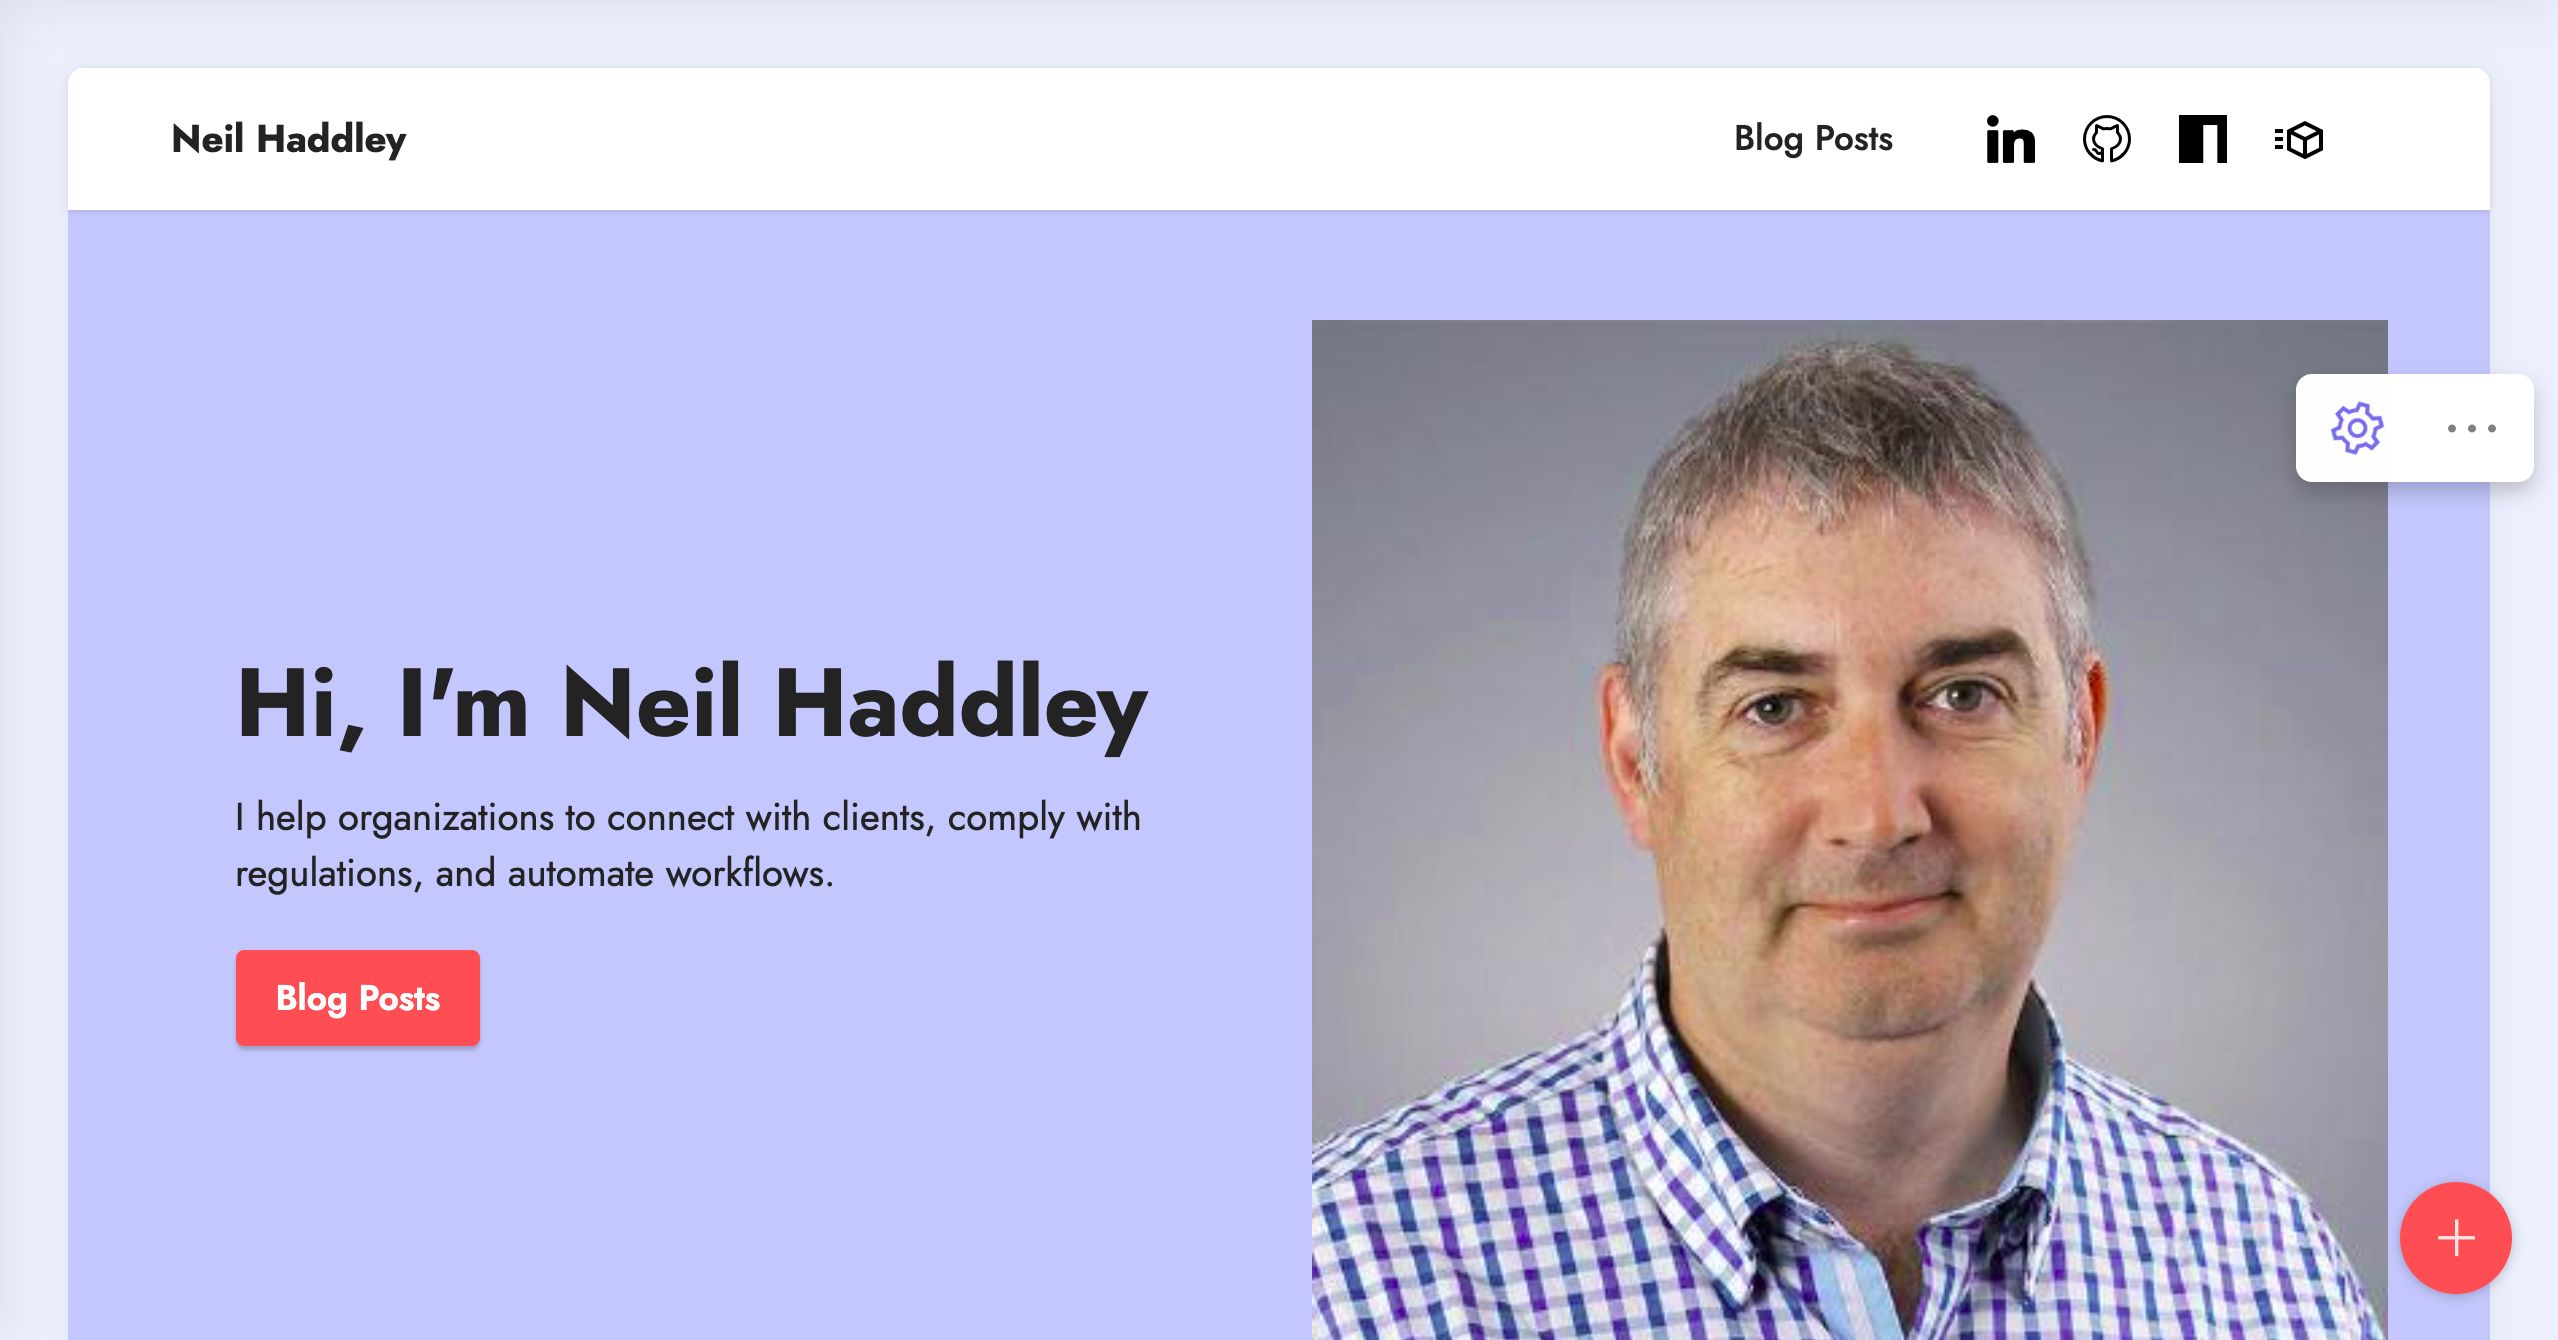 Neil Haddley
Blog Posts
Hi, I'm Neil Haddley
I help organizations to connect with clients, comply with
regulations, and automate workflows.
Blog Posts